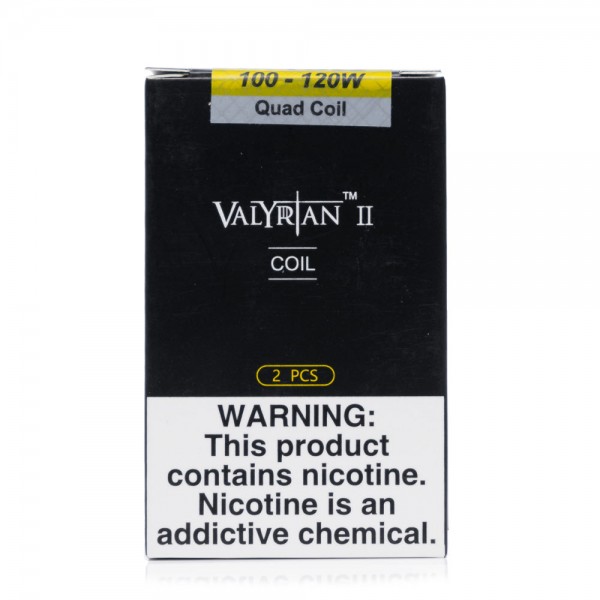 100 - 120W
Quad Coil
VALYRIAN™ II
COIL
2 PCS
WARNING:
This product
contains nicotine.
Nicotine is an
addictive chemical.